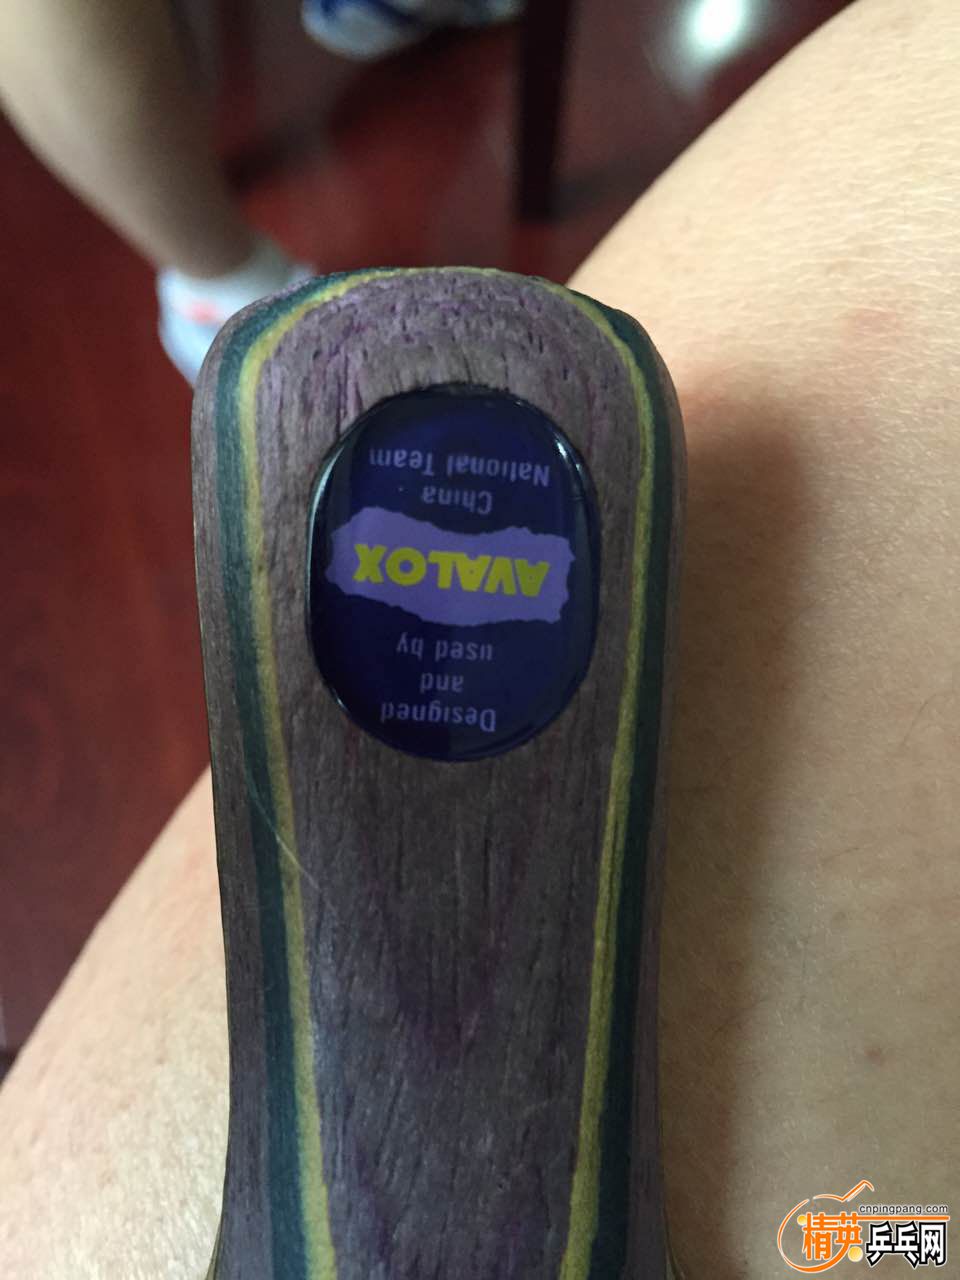 Designed
and
used by
AVALOX
China
National Team
cnpingpang.com
精英乒乓网